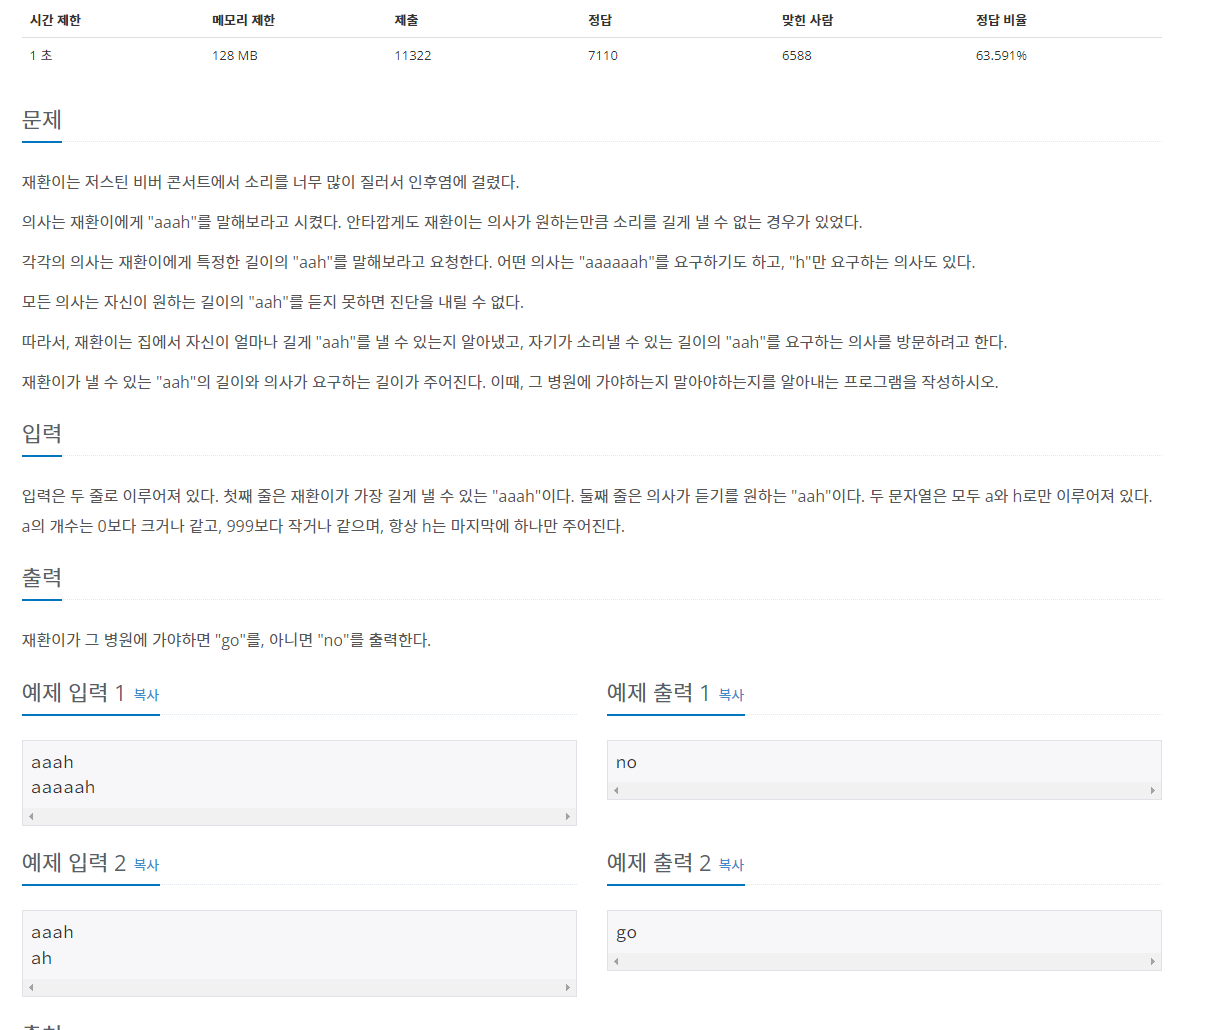 시간 제한 메모리 제한 제출 정답 맞힌 사람 정답 비율
1 초 128 MB 11322 7110 6588 63.591%
문제
재환이는 저스틴 비버 콘서트에서 소리를 너무 많이 질러서 인후염에 걸렸다.
의사는 재환이에게 "aaah"를 말해보라고 시켰다. 안타깝게도 재환이는 의사가 원하는만큼 소리를 길게 낼 수 없는 경우가 있었다.
각각의 의사는 재환이에게 특정한 길이의 "aah"를 말해보라고 요청한다. 어떤 의사는 "aaaaaah"를 요구하기도 하고, "h"만 요구하는 의사도 있다.
모든 의사는 자신이 원하는 길이의 "aah"를 듣지 못하면 진단을 내릴 수 없다.
따라서, 재환이는 집에서 자신이 얼마나 길게 "aah"를 낼 수 있는지 알아냈고, 자기가 소리낼 수 있는 길이의 "aah"를 요구하는 의사를 방문하려고 한다.
재환이가 낼 수 있는 "aah"의 길이와 의사가 요구하는 길이가 주어진다. 이때, 그 병원에 가야하는지 말아야하는지를 알아내는 프로그램을 작성하시오.
입력
입력은 두 줄로 이루어져 있다. 첫째 줄은 재환이가 가장 길게 낼 수 있는 "aaah"이다. 둘째 줄은 의사가 듣기를 원하는 "aah"이다. 두 문자열은 모두 a와 h로만 이루어져 있다.
a의 개수는 0보다 크거나 같고, 999보다 작거나 같으며, 항상 h는 마지막에 하나만 주어진다.
출력
재환이가 그 병원에 가야하면 "go"를, 아니면 "no"를 출력한다.
예제 입력 1 복사
aaah
aaaaah
예제 출력 1 복사
no
예제 입력 2 복사
aaah
ah
예제 출력 2 복사
go